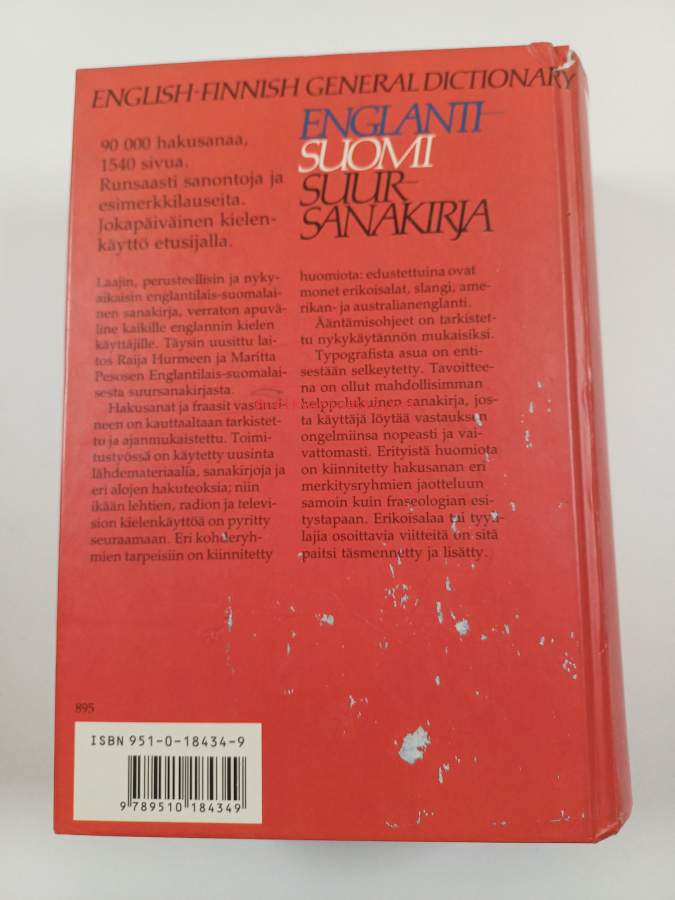 ENGLISH-FINNISH GENERAL DICTIONARY
ENGLANTI-
SUOMI
SUUR-
SANAKIRJA
90 000 hakusanaa,
1540 sivua.
Runsaasti sanontoja ja
esimerkkilauseita.
Jokapäiväinen kielen-
käyttö etusijalla.
Laajin, perusteellisin ja nyky-
aikaisin englantilais-suomalai-
nen sanakirja, verraton apuvä-
line kaikille englannin kielen
käyttäjille. Täysin uusittu lai-
tos Raija Hurmeen ja Maritta
Pesosen Englantilais-suomalai-
sesta suursanakirjasta.
Hakusanat ja fraasit vastinei-
neen on kauttaaltaan tarkistet-
tu ja ajanmukaistettu. Toimi-
tustyössä on käytetty uusinta
lähdemateriaalia, sanakirjoja ja
eri alojen hakuteoksia; niin
ikään lehtien, radion ja televi-
sion kielenkäyttöä on pyritty
seuraamaan. Eri kohderyh-
mien tarpeisiin on kiinnitetty
huomiota: edustettuina ovat
monet erikoisalat, slangi, ame-
rikan- ja australianenglanti.
Ääntämisohjeet on tarkistet-
tu nykykäytännön mukaisiksi.
Typografista asua on enti-
sestään selkeytetty. Tavoittee-
na on ollut mahdollisimman
helppolukuinen sanakirja, jos-
ta käyttäjä löytää vastauksen
ongelmiinsa nopeasti ja vai-
vattomasti. Erityistä huomiota
on kiinnitetty hakusanan eri
merkitysryhmien jaotteluun
samoin kuin fraseologian esi-
tystapaan. Erikoisalaa tai tyyli-
lajia osoittavia viitteitä on sitä
paitsi täsmennetty ja lisätty.
895
ISBN 951-0-18434-9
9 789510 184349